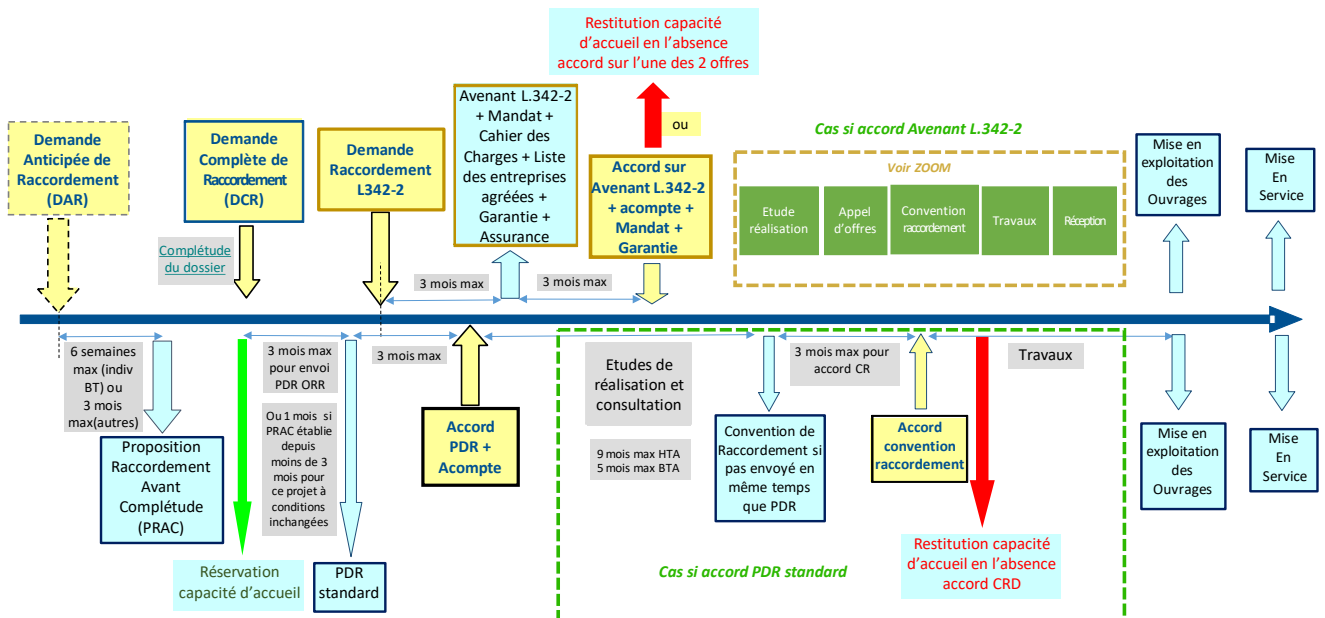 Restitution capacité
d'accueil en l'absence
accord sur l'une des 2 offres
Demande
Anticipée de
Raccordement
(DAR)
Demande
Complète de
Raccordement
(DCR)
Demande
Raccordement
L342-2
Avenant L.342-2
+ Mandat +
Cahier des
Charges + Liste
des entreprises
agréées +
Garantie +
Assurance
ou
Accord sur
Avenant L.342-2
+ acompte +
Mandat +
Garantie
Cas si accord Avenant L.342-2
Voir ZOOM
Etude
réalisation
Appel
d'offres
Convention
raccordement
Travaux
Réception
Mise en
exploitation
des
Ouvrages
Mise
En
Service
Complétude
du dossier
3 mois max
3 mois max
6 semaines
max (indiv
BT) ou
3 mois
max(autres)
3 mois max
pour envoi
PDR ORR
Ou 1 mois si
PRAC établie
depuis
moins de 3
mois pour
ce projet à
conditions
inchangées
3 mois max
Etudes de
réalisation et
consultation
9 mois max HTA
5 mois max BTA
3 mois max pour
accord CR
Travaux
Proposition
Raccordement
Avant
Complétude
(PRAC)
Accord
PDR +
Acompte
Convention de
Raccordement si
pas envoyé en
même temps
que PDR
Accord
convention
raccordement
Mise en
exploitation
des
Ouvrages
Mise
En
Service
Réservation
capacité d'accueil
PDR
standard
Cas si accord PDR standard
Restitution capacité
d'accueil en l'absence
accord CRD